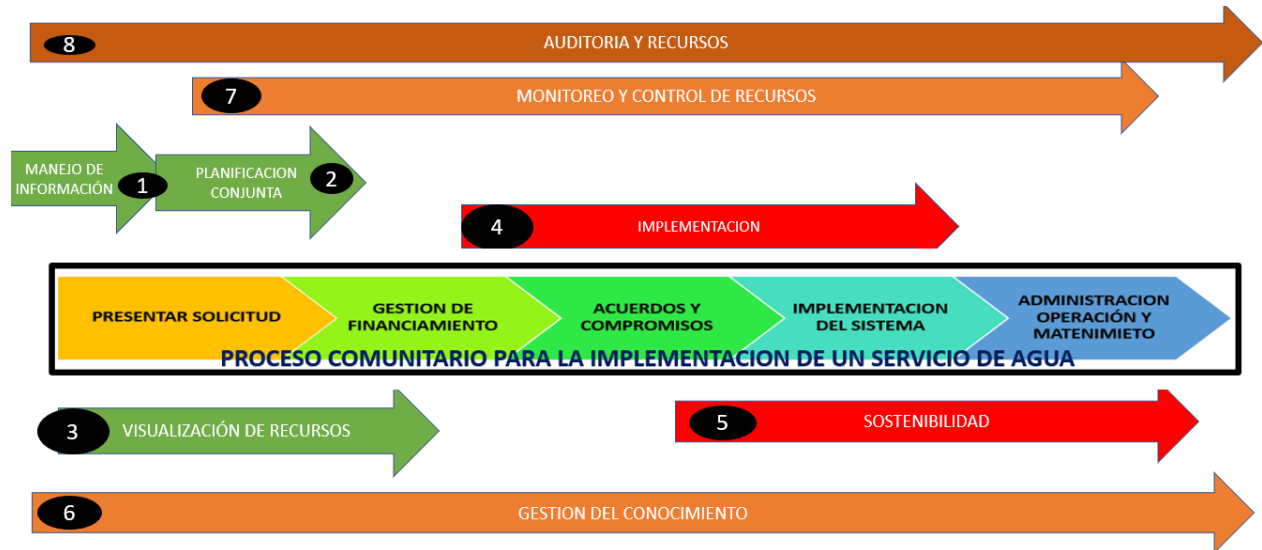 8 AUDITORIA Y RECURSOS
7 MONITOREO Y CONTROL DE RECURSOS
MANEJO DE
INFORMACIÓN 1
PLANIFICACION
CONJUNTA 2
4 IMPLEMENTACION
PRESENTAR SOLICITUD
GESTION DE
FINANCIAMIENTO
ACUERDOS Y
COMPROMISOS
IMPLEMENTACION
DEL SISTEMA
ADMINISTRACION
OPERACIÓN Y
MATENIMIETO
PROCESO COMUNITARIO PARA LA IMPLEMENTACION DE UN SERVICIO DE AGUA
3 VISUALIZACIÓN DE RECURSOS
5 SOSTENIBILIDAD
6 GESTION DEL CONOCIMIENTO